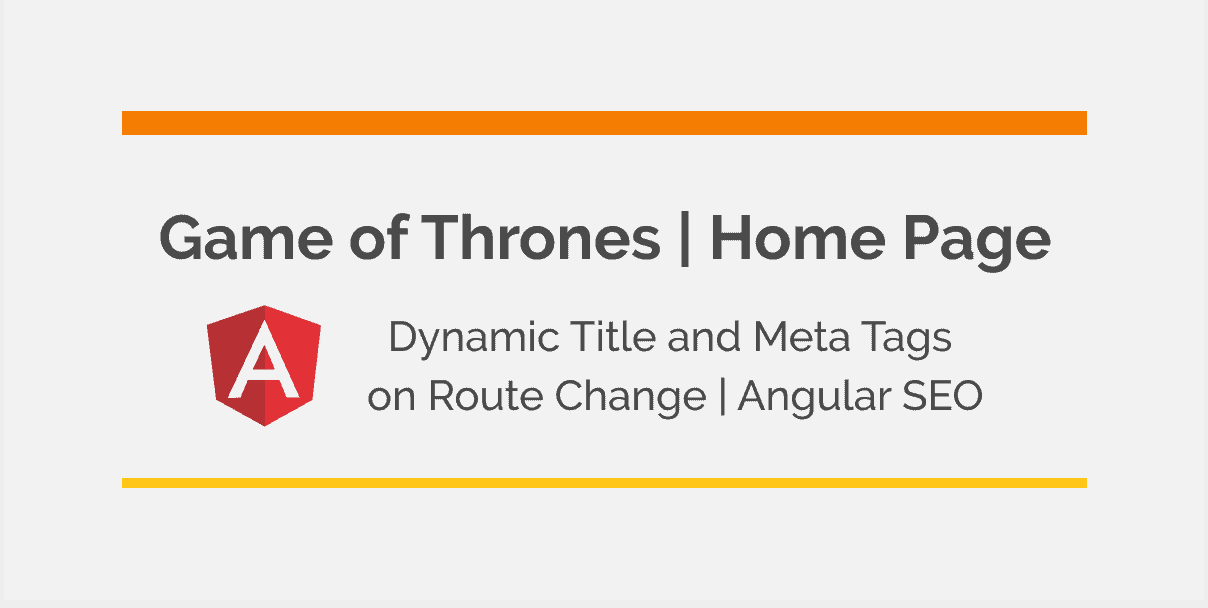 Game of Thrones | Home Page
Dynamic Title and Meta Tags
on Route Change | Angular SEO